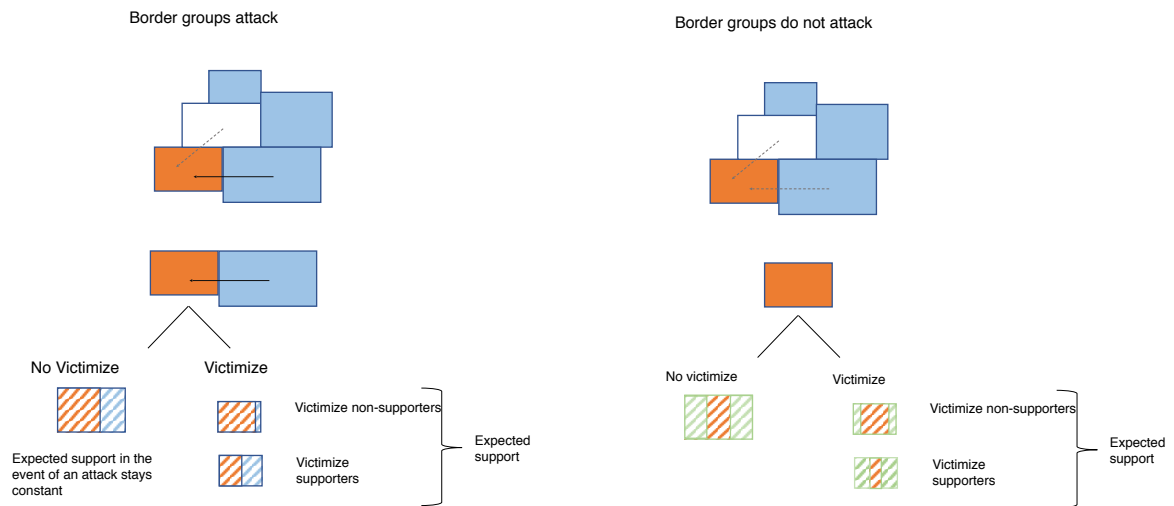 Border groups attack
Border groups do not attack
No Victimize
Victimize
Victimize non-supporters
Victimize
supporters
Expected
support
Expected support in the
event of an attack stays
constant
No victimize
Victimize
Victimize non-supporters
Victimize
supporters
Expected
support